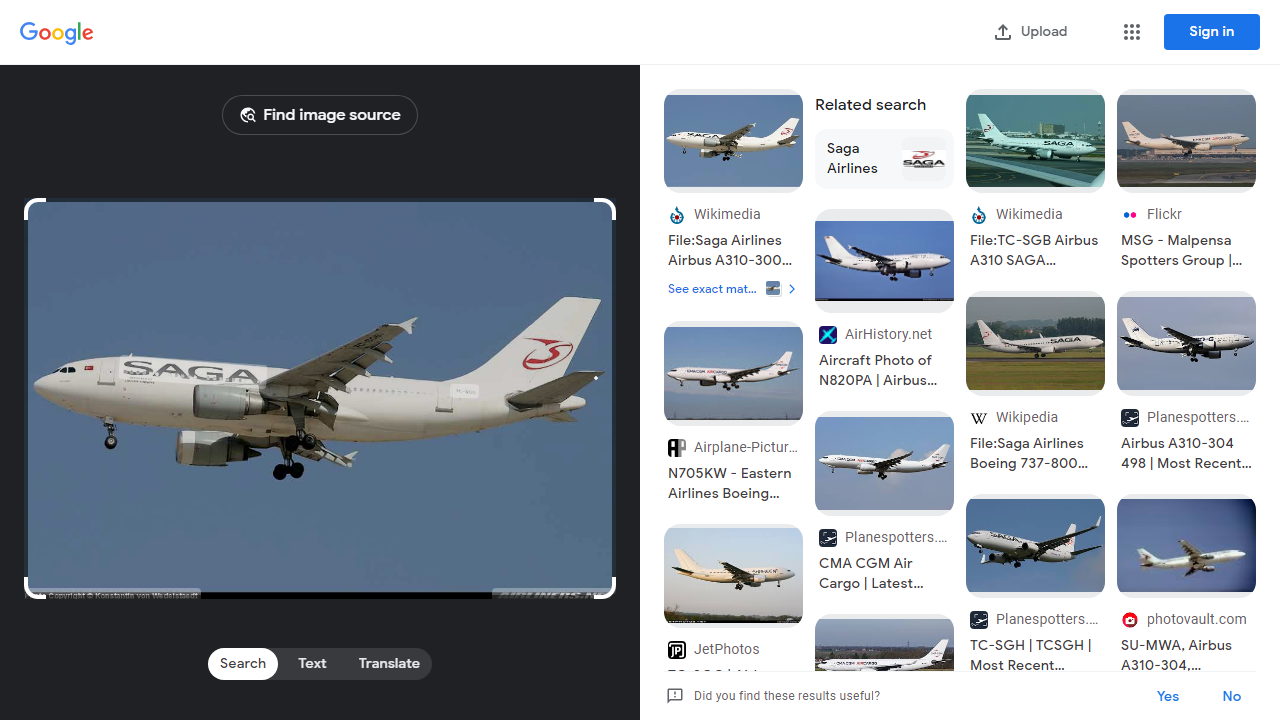 Google
Upload
Sign in
Find image source
SAGA
Copyright © Konstantin von Wedelstaedt
AIRLINERS.NET
Search
Text
Translate
Wikimedia
File:Saga Airlines
Airbus A310-300...
See exact mat...
Airplane-Pictur...
N705KW - Eastern
Airlines Boeing...
JetPhotos
Related search
Saga
Airlines
SAGA
AirHistory.net
Aircraft Photo of
N820PA | Airbus...
Planespotters....
CMA CGM Air
Cargo | Latest...
Wikimedia
File:TC-SGB Airbus
A310 SAGA...
Wikipedia
File:Saga Airlines
Boeing 737-800...
Planespotters....
TC-SGH | TCSGH |
Most Recent...
Flickr
MSG - Malpensa
Spotters Group |...
Planespotters....
Airbus A310-304
498 | Most Recent...
photovault.com
SU-MWA, Airbus
A310-304,...
Did you find these results useful?
Yes
No